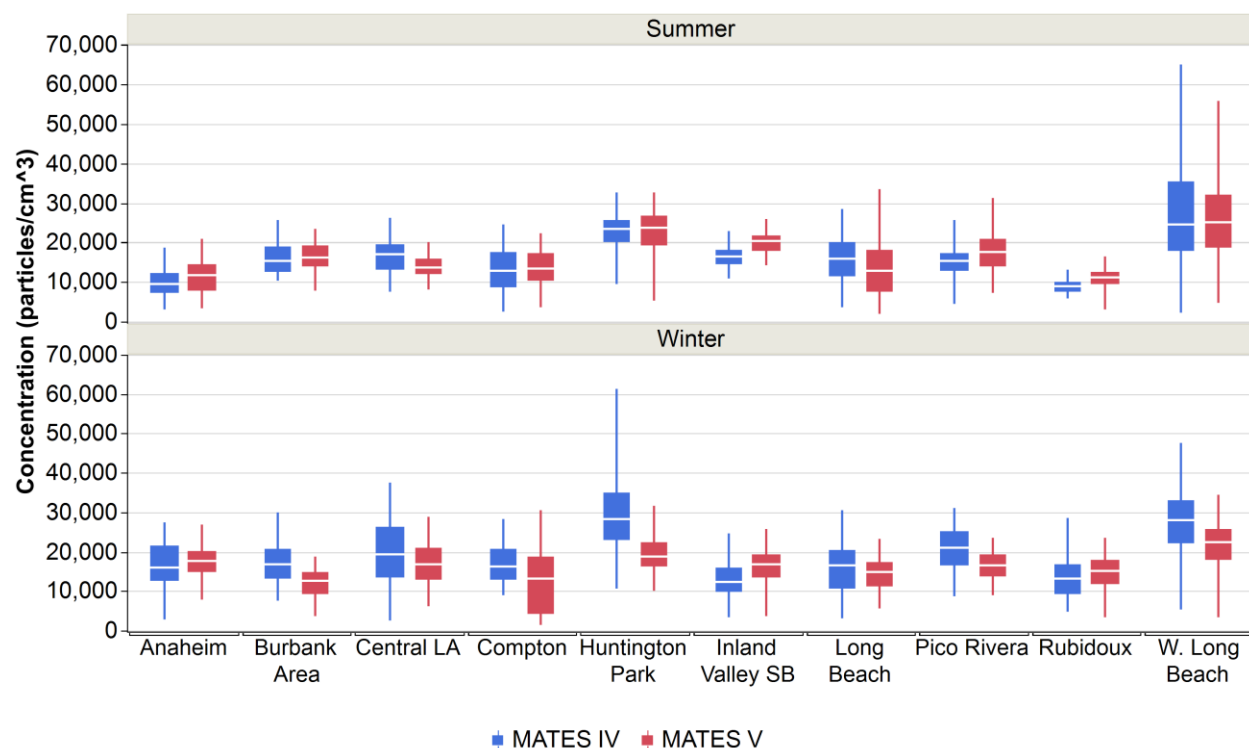 Summer
70,000
60,000
50,000
40,000
30,000
20,000
10,000
0
Winter
70,000
60,000
50,000
40,000
30,000
20,000
10,000
0
Concentration (particles/cm^3)
Anaheim
Burbank
Area
Central LA
Compton
Huntington
Park
Inland
Valley SB
Long
Beach
Pico Rivera
Rubidoux
W. Long
Beach
MATES IV MATES V